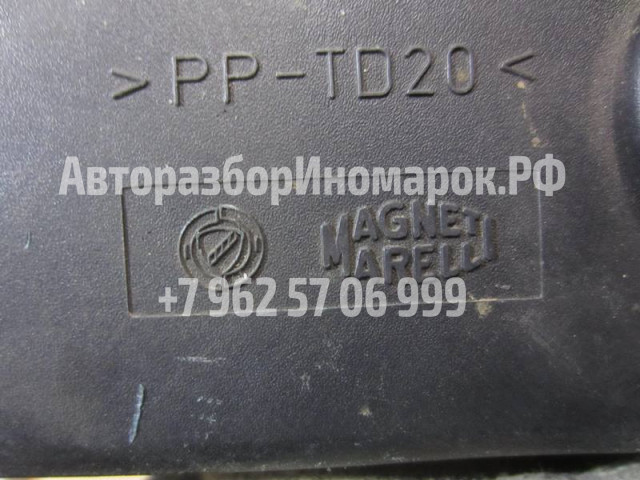 >PP-TD20<
АвторазборИномарок.РФ
MAGNETI
MARELLI
+7 962 57 06 999